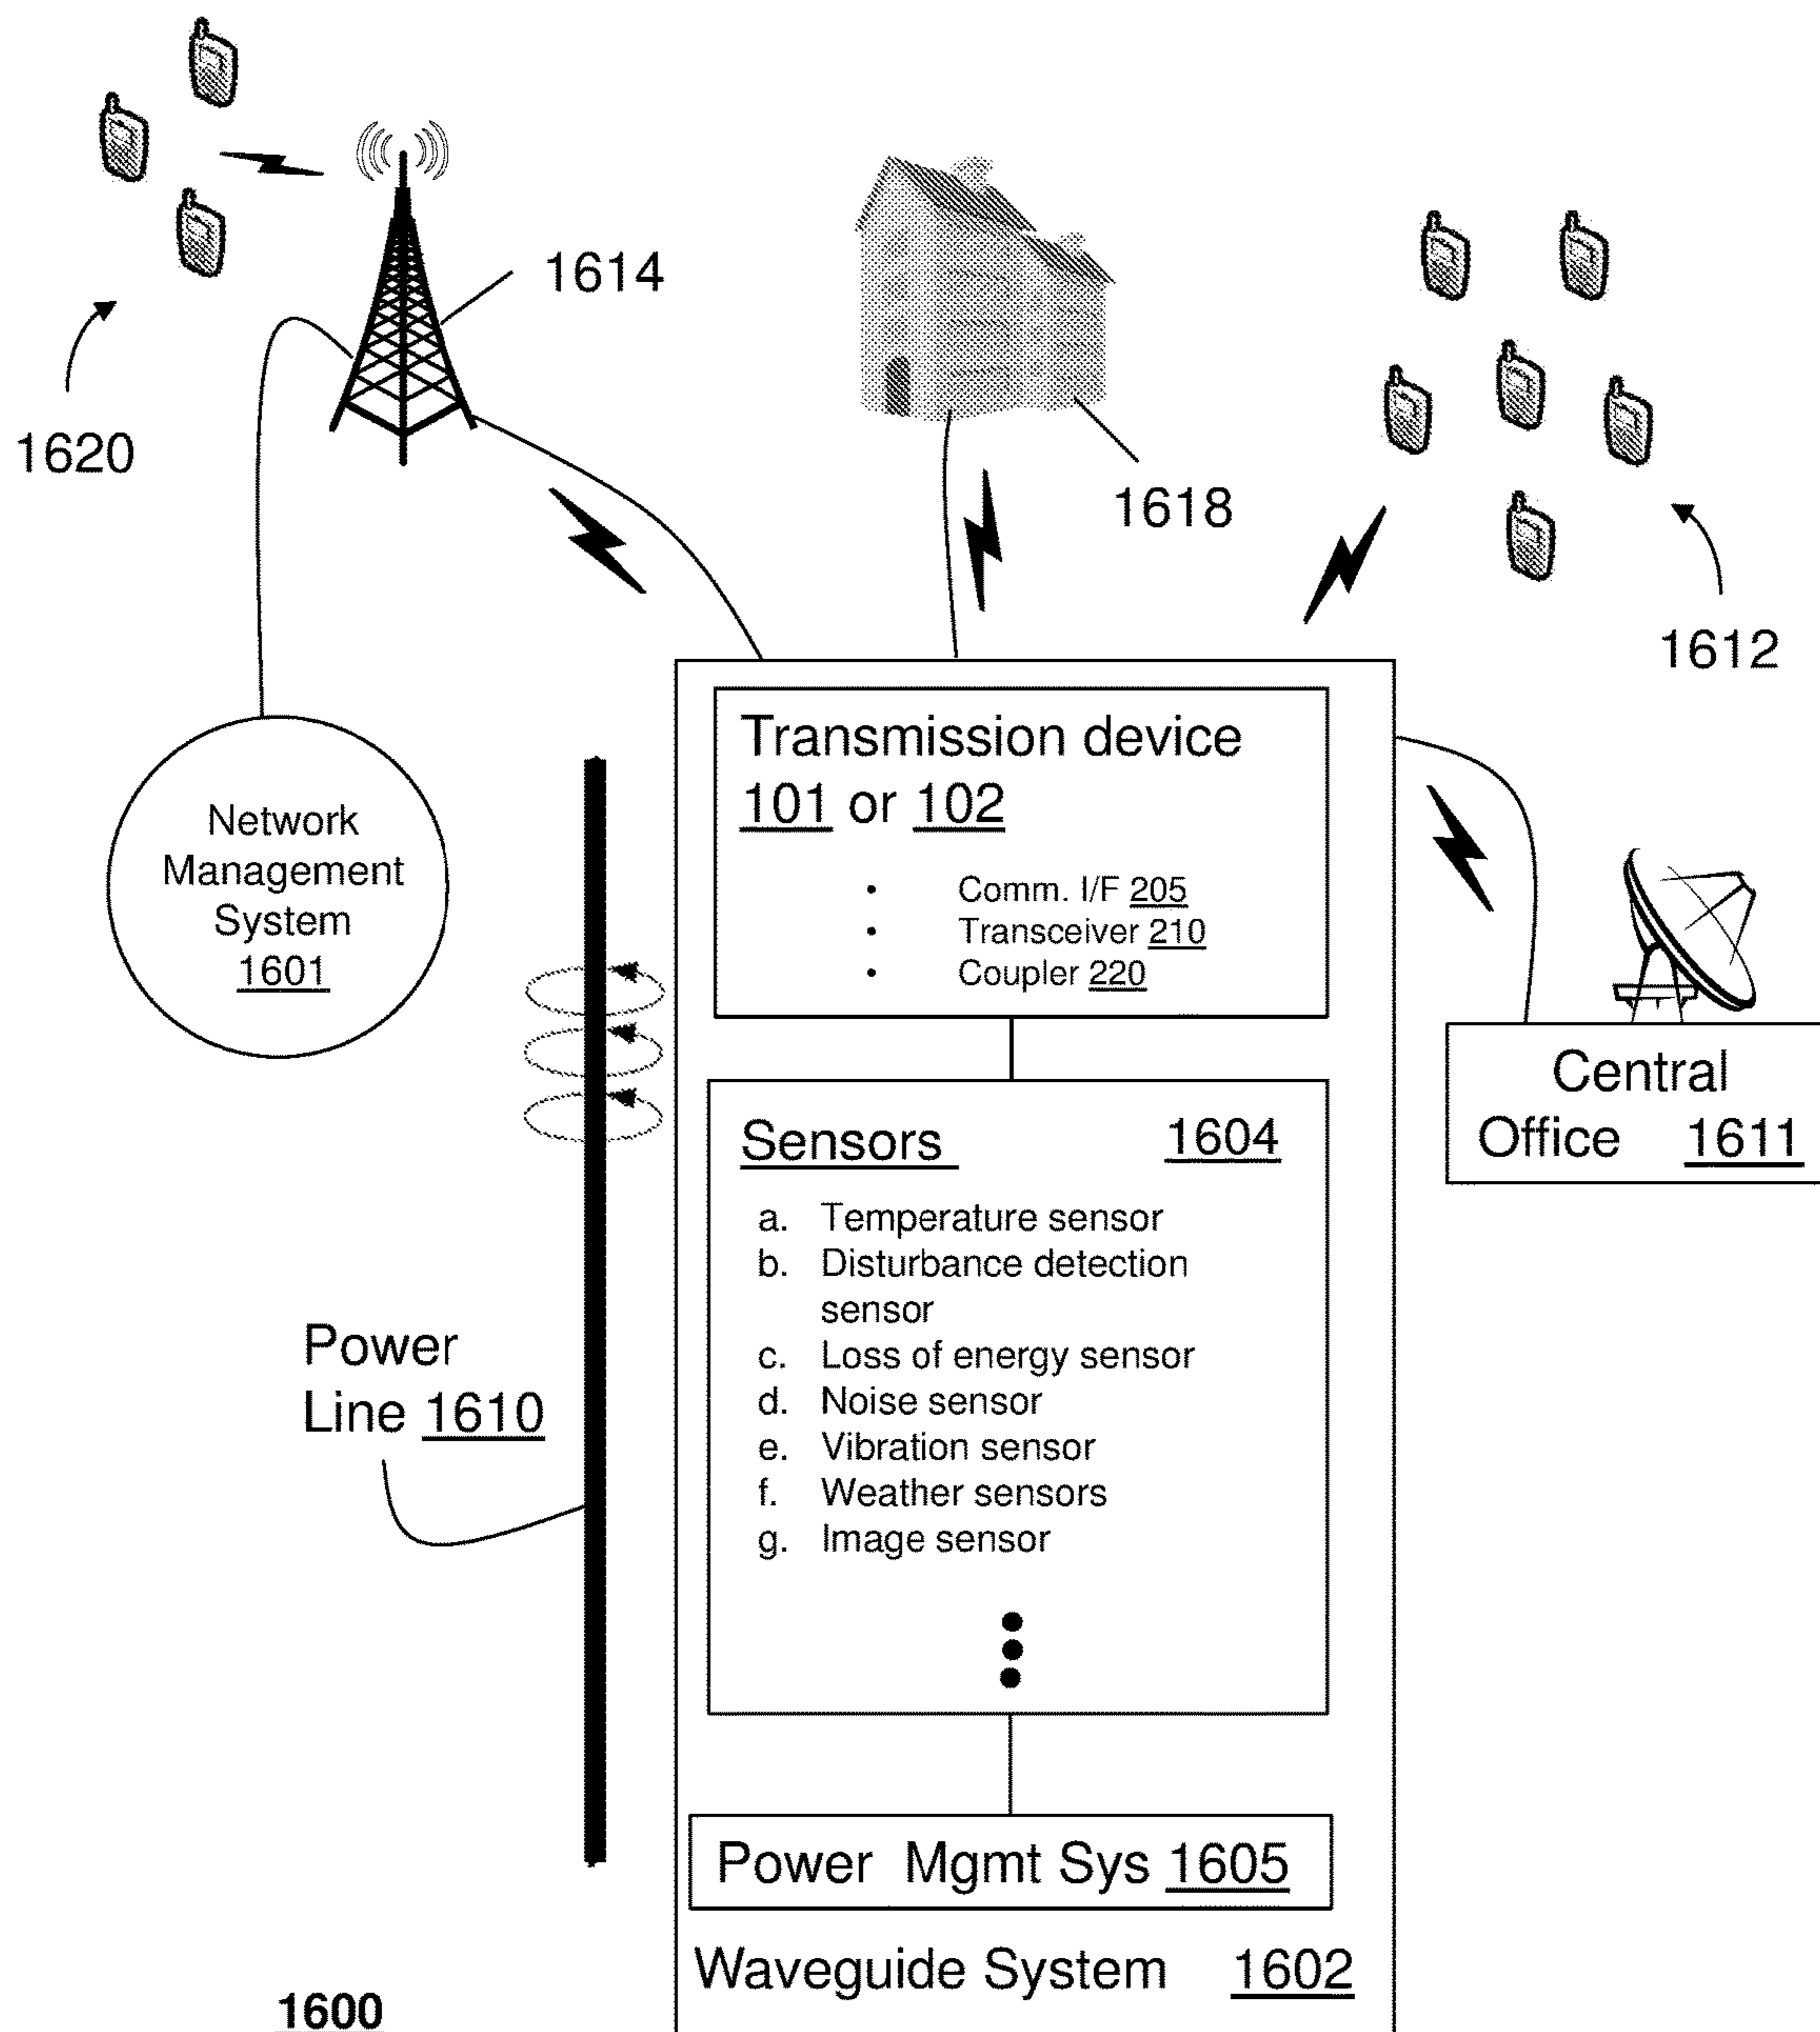 1614
1620
1618
1612
Network
Management
System
1601
Transmission device
101 or 102
• Comm. I/F 205
• Transceiver 210
• Coupler 220
Central
Office 1611
Sensors 1604
a. Temperature sensor
b. Disturbance detection
sensor
c. Loss of energy sensor
d. Noise sensor
e. Vibration sensor
f. Weather sensors
g. Image sensor
Power
Line 1610
Power Mgmt Sys 1605
Waveguide System 1602
1600